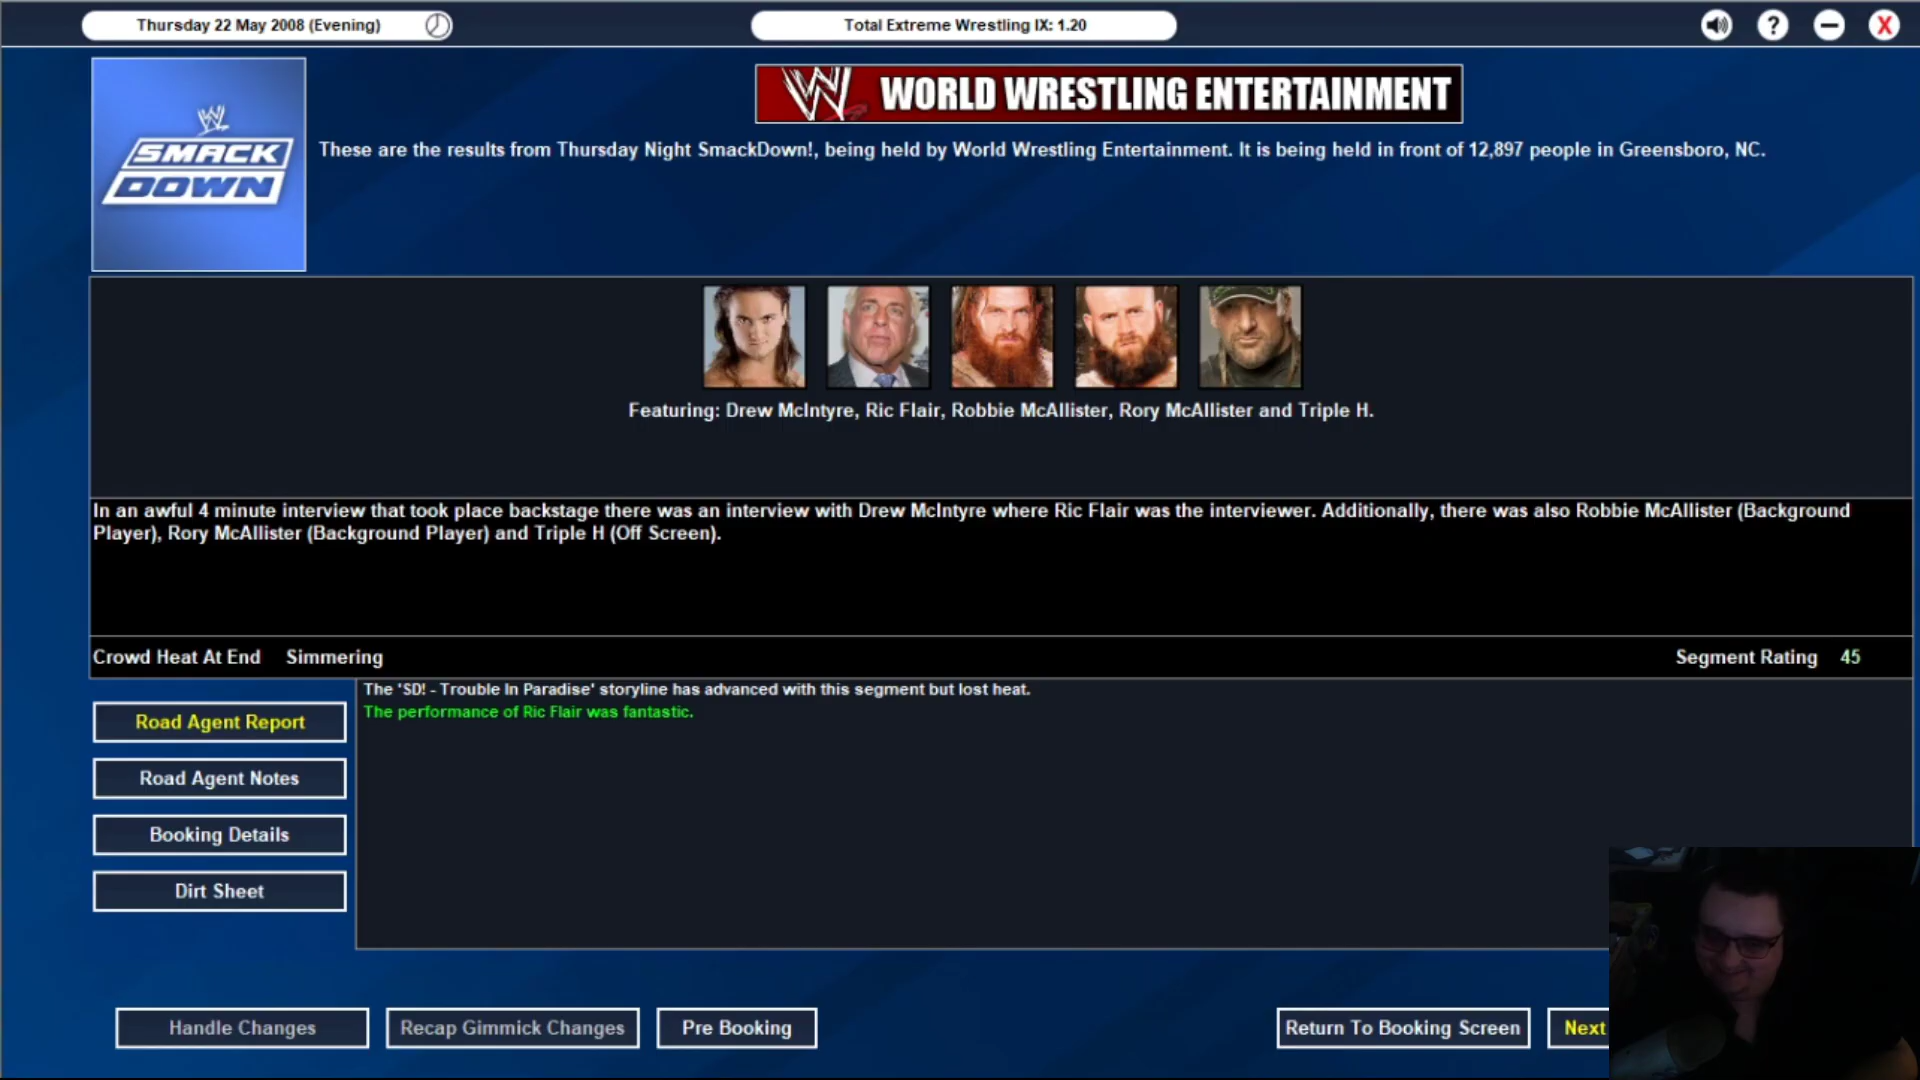 Thursday 22 May 2008 (Evening)
Total Extreme Wrestling IX: 1.20
?
X
W WORLD WRESTLING ENTERTAINMENT
W
SMACK
DOWN
These are the results from Thursday Night SmackDown!, being held by World Wrestling Entertainment. It is being held in front of 12,897 people in Greensboro, NC.
Featuring: Drew McIntyre, Ric Flair, Robbie McAllister, Rory McAllister and Triple H.
In an awful 4 minute interview that took place backstage there was an interview with Drew McIntyre where Ric Flair was the interviewer. Additionally, there was also Robbie McAllister (Background
Player), Rory McAllister (Background Player) and Triple H (Off Screen).
Crowd Heat At End Simmering
Segment Rating 45
Road Agent Report
Road Agent Notes
Booking Details
Dirt Sheet
The 'SD! - Trouble In Paradise' storyline has advanced with this segment but lost heat.
The performance of Ric Flair was fantastic.
Handle Changes
Recap Gimmick Changes
Pre Booking
Return To Booking Screen
Next